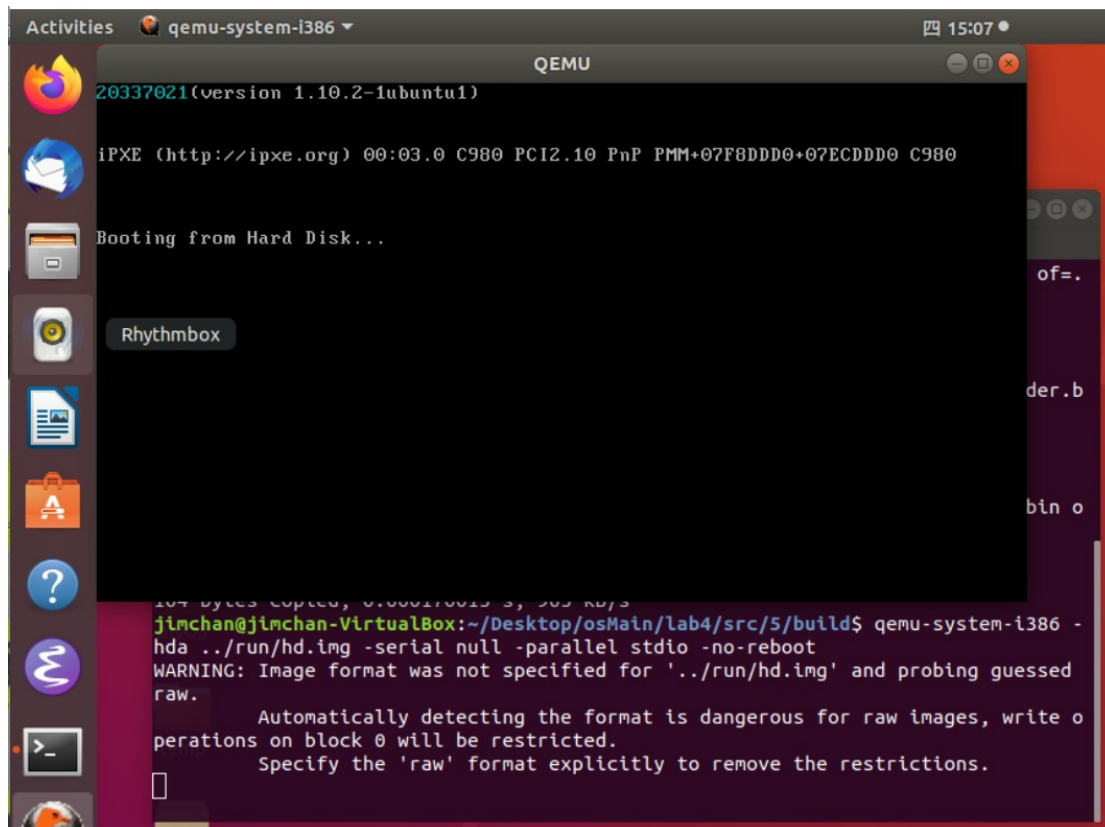 Activities qemu-system-i386 四 15:07
QEMU
20337021(version 1.10.2-1ubuntu1)
iPXE (http://ipxe.org) 00:03.0 C980 PCI2.10 PnP PMM+07F8DDD0+07ECDDD0 C980
Booting from Hard Disk...
of=.
Rhythmbox
der.b
bin o
jimchan@jimchan-VirtualBox:~/Desktop/osMain/lab4/src/5/build$ qemu-system-i386 -
hda ../run/hd.img -serial null -parallel stdio -no-reboot
WARNING: Image format was not specified for '../run/hd.img' and probing guessed
raw.
Automatically detecting the format is dangerous for raw images, write o
perations on block 0 will be restricted.
Specify the 'raw' format explicitly to remove the restrictions.